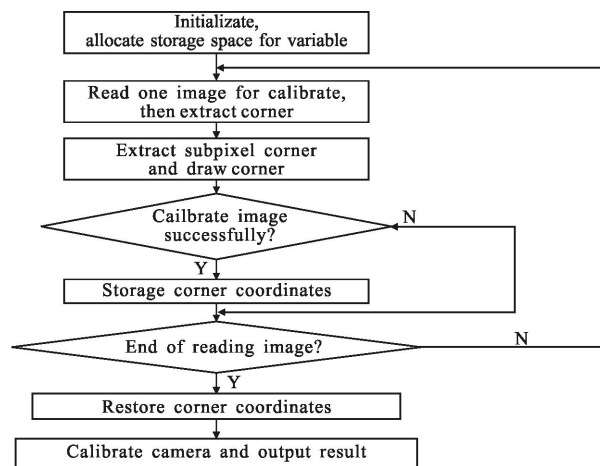 Initializate,
allocate storage space for variable
Read one image for calibrate,
then extract corner
Extract subpixel corner
and draw corner
Cailbrate image
successfully?
N
Y
Storage corner coordinates
End of reading image?
N
Y
Restore corner coordinates
Calibrate camera and output result